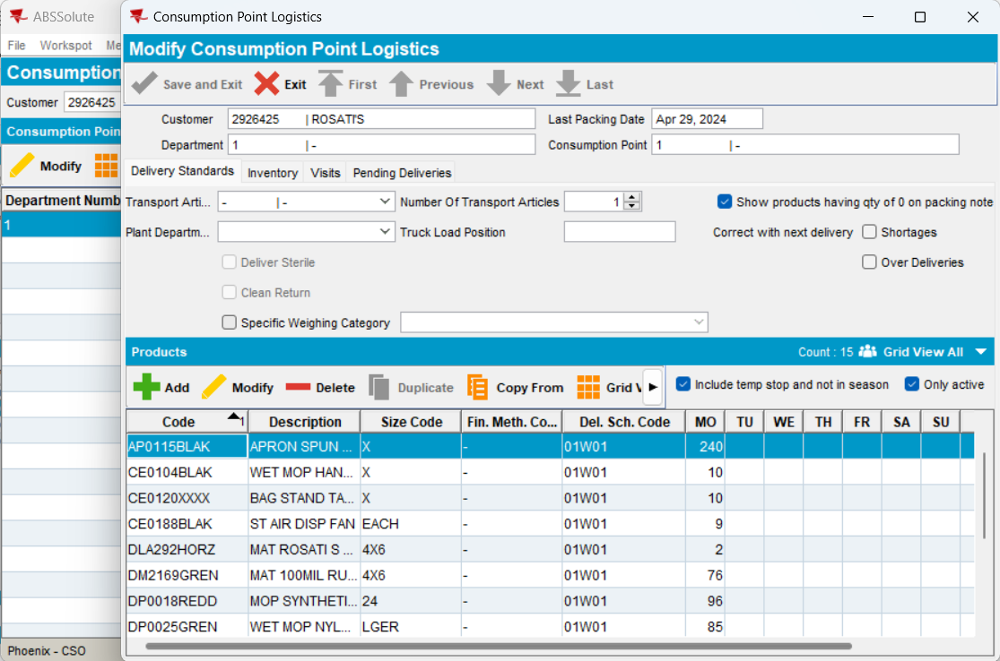 ABSSolute
File Workspot Me
Consumption
Customer 2926425
Consumption Poin
Modify
Department Numb
1
Phoenix - CSO
Consumption Point Logistics
Modify Consumption Point Logistics
Save and Exit Exit First Previous Next Last
Customer 2926425 | ROSATI'S Last Packing Date Apr 29, 2024
Department 1 | - Consumption Point 1 | -
Delivery Standards Inventory Visits Pending Deliveries
Transport Arti... - | - Number Of Transport Articles 1 Show products having qty of 0 on packing note
Plant Departm... Truck Load Position Correct with next delivery Shortages
Deliver Sterile Over Deliveries
Clean Return
Specific Weighing Category
Products Count : 15 Grid View All
Add Modify Delete Duplicate Copy From Grid V Include temp stop and not in season Only active
Code 1 Description Size Code Fin. Meth. Co... Del. Sch. Code MO TU WE TH FR SA SU
AP0115BLAK APRON SPUN ... X - 01W01 240
CE0104BLAK WET MOP HAN... X - 01W01 10
CE0120XXXX BAG STAND TA... X - 01W01 10
CE0188BLAK ST AIR DISP FAN EACH - 01W01 9
DLA292HORZ MAT ROSATI S ... 4X6 - 01W01 2
DM2169GREN MAT 100MIL RU... 4X6 - 01W01 76
DP0018REDD MOP SYNTHETI... 24 - 01W01 96
DP0025GREN WET MOP NYL... LGER - 01W01 85